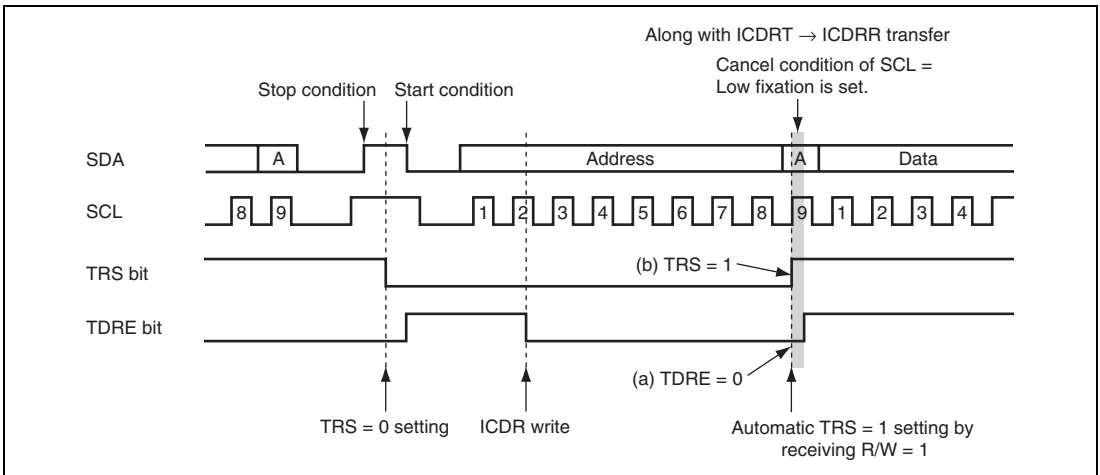 Along with ICDRT → ICDRR transfer
Cancel condition of SCL =
Low fixation is set.
Stop condition Start condition
SDA A Address A Data
SCL 8 9 1 2 3 4 5 6 7 8 9 1 2 3 4
TRS bit (b) TRS = 1
TDRE bit
(a) TDRE = 0
TRS = 0 setting ICDR write Automatic TRS = 1 setting by
receiving R/W = 1